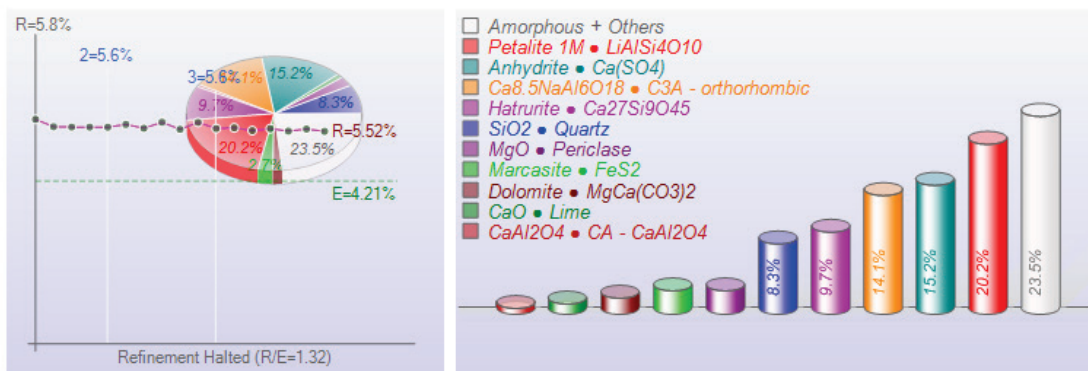 R=5.8%
2=5.6%
3=5.6%
4.1%
15.2%
9.7%
8.3%
R=5.52%
20.2%
23.5%
2.7%
E=4.21%
Refinement Halted (R/E=1.32)
Amorphous + Others
Petalite 1M ● LiAlSi4O10
Anhydrite ● Ca(SO4)
Ca8.5NaAl6O18 ● C3A - orthorhombic
Hatrurite ● Ca27Si9O45
SiO2 ● Quartz
MgO ● Periclase
Marcasite ● FeS2
Dolomite ● MgCa(CO3)2
CaO ● Lime
CaAl2O4 ● CA - CaAl2O4
8.3%
9.7%
14.1%
15.2%
20.2%
23.5%